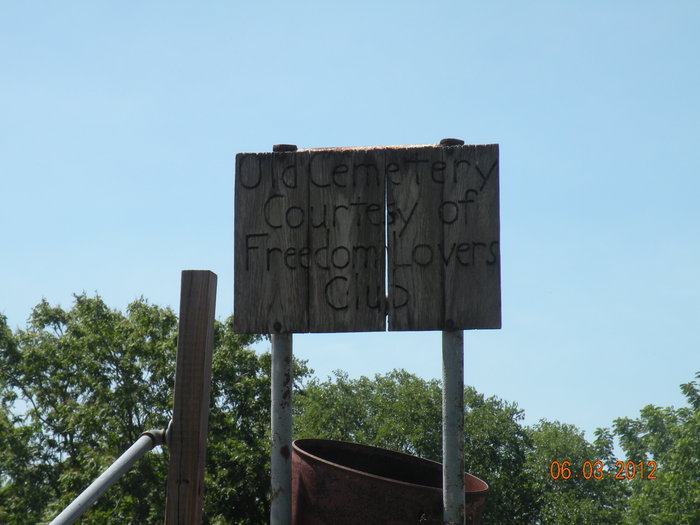 Old Cemetery
Courtesy of
Freedom Lovers
Club
06.03.2012